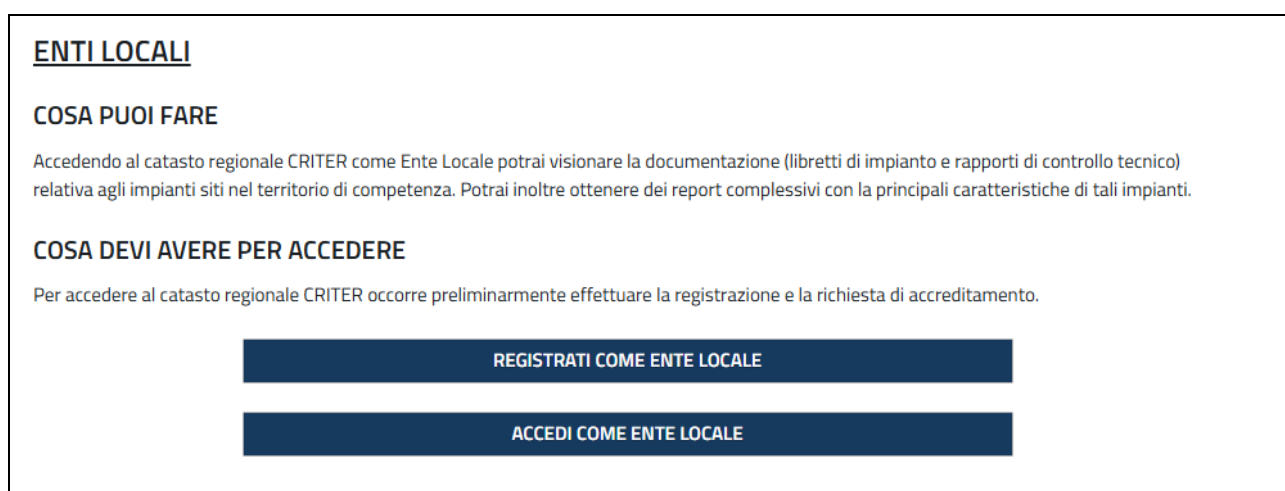 ENTI LOCALI
COSA PUOI FARE
Accedendo al catasto regionale CRITER come Ente Locale potrai visionare la documentazione (libretti di impianto e rapporti di controllo tecnico)
relativa agli impianti siti nel territorio di competenza. Potrai inoltre ottenere dei report complessivi con la principali caratteristiche di tali impianti.
COSA DEVI AVERE PER ACCEDERE
Per accedere al catasto regionale CRITER occorre preliminarmente effettuare la registrazione e la richiesta di accreditamento.
REGISTRATI COME ENTE LOCALE
ACCEDI COME ENTE LOCALE